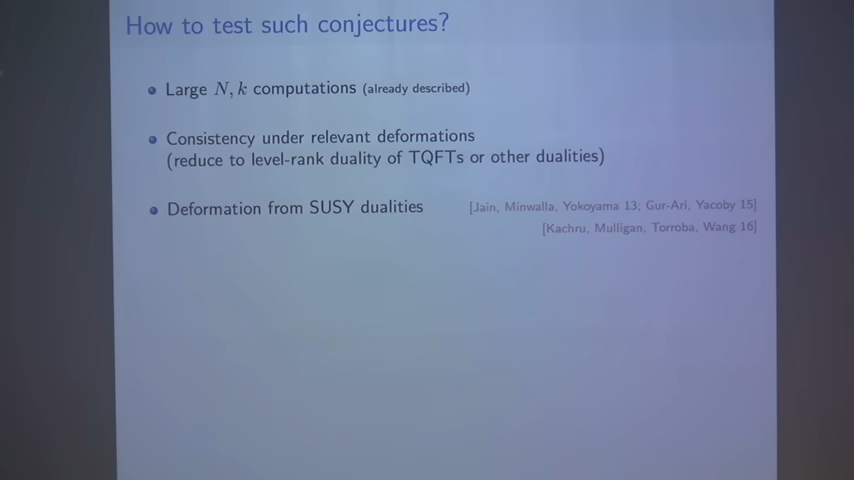 How to test such conjectures?
• Large N, k computations (already described)
• Consistency under relevant deformations
(reduce to level-rank duality of TQFTs or other dualities)
• Deformation from SUSY dualities [Jain, Minwalla, Yokoyama 13; Gur-Ari, Yacoby 15]
[Kachru, Mulligan, Torroba, Wang 16]